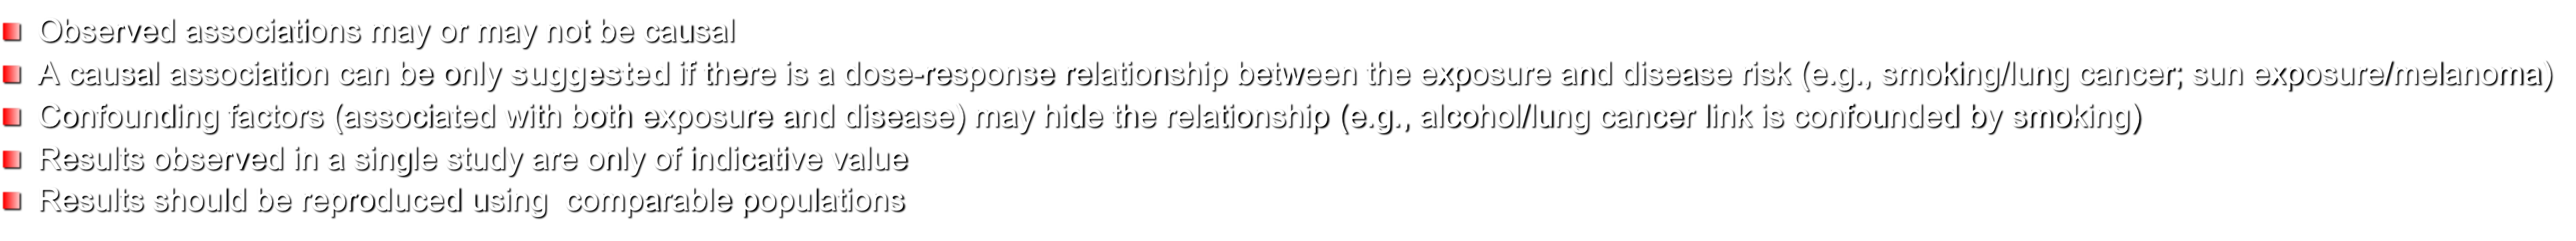 Observed associations may or may not be causal
A causal association can be only suggested if there is a dose-response relationship between the exposure and disease risk (e.g., smoking/lung cancer; sun exposure/melanoma)
Confounding factors (associated with both exposure and disease) may hide the relationship (e.g., alcohol/lung cancer link is confounded by smoking)
Results observed in a single study are only of indicative value
Results should be reproduced using  comparable populations